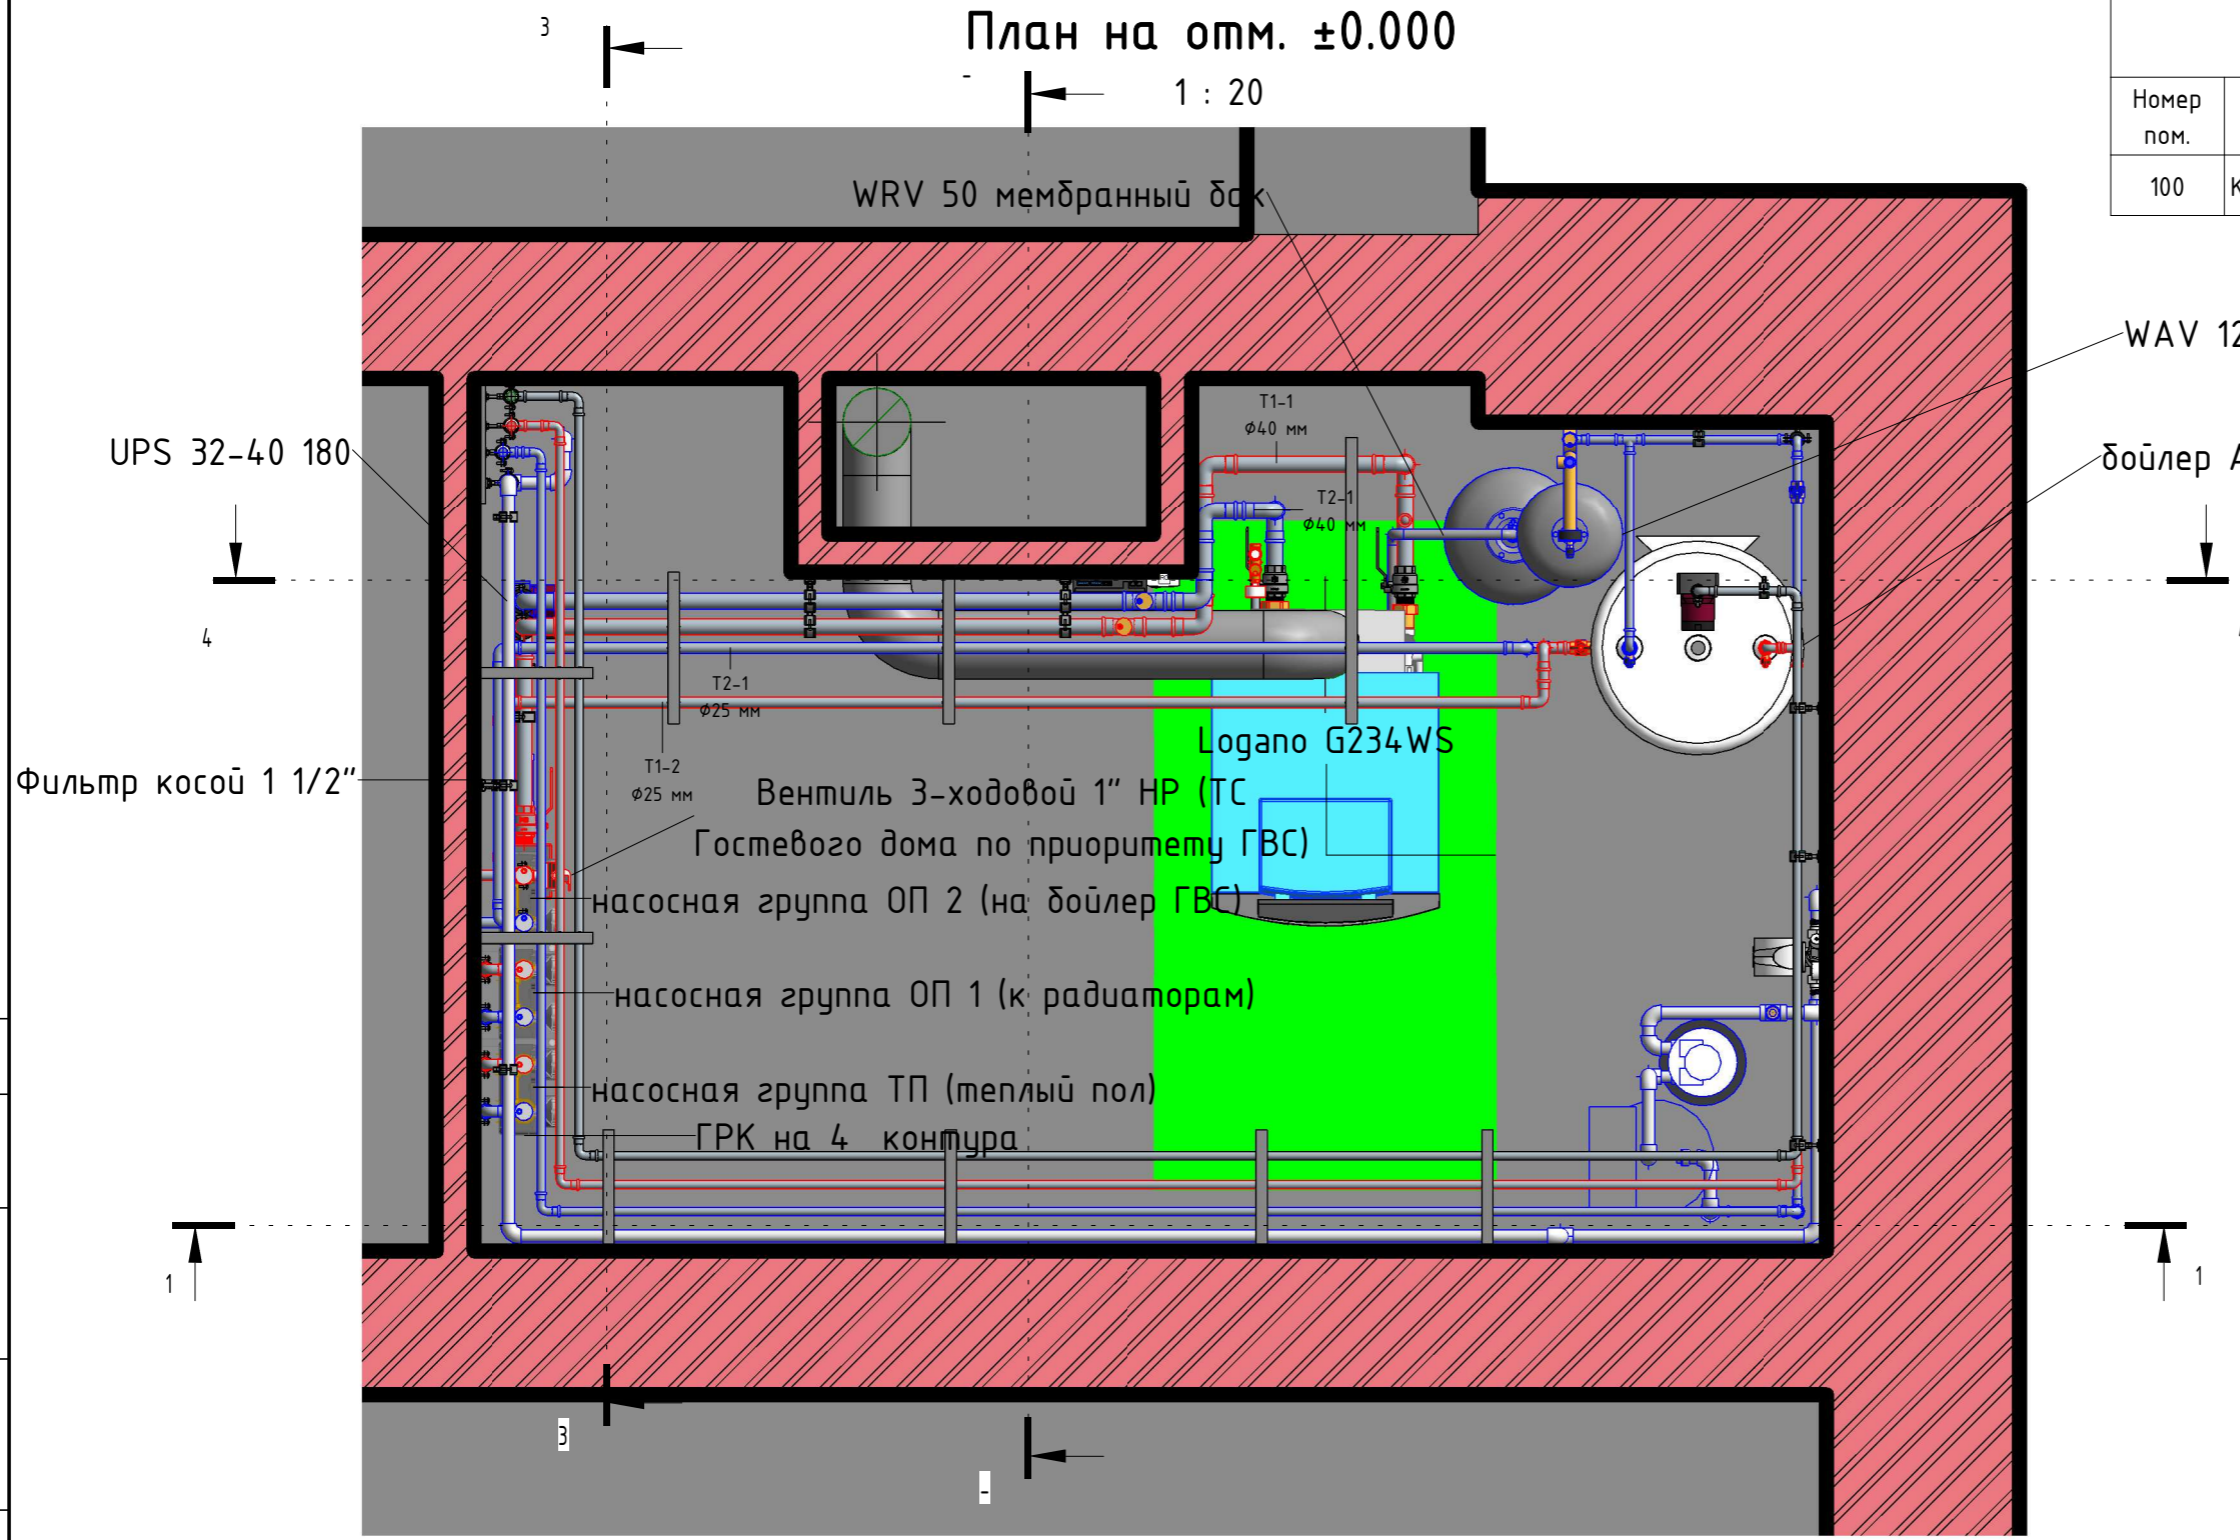 План на отм. ±0.000
1 : 20
3
-
Номер
пом.
100
WRV 50 мембранный бак
WAV 12
UPS 32-40 180
бойлер
T1-1
φ40 мм
T2-1
φ40 мм
4
T2-1
φ25 мм
T1-2
φ25 мм
Logano G234WS
Фильтр косой 1 1/2"
Вентиль 3-ходовой 1" НР (ТС
Гостевого дома по приоритету ГВС)
насосная группа ОП 2 (на бойлер ГВС)
насосная группа ОП 1 (к радиаторам)
насосная группа ТП (теплый пол)
ГРК на 4 контура
1
1
3
-